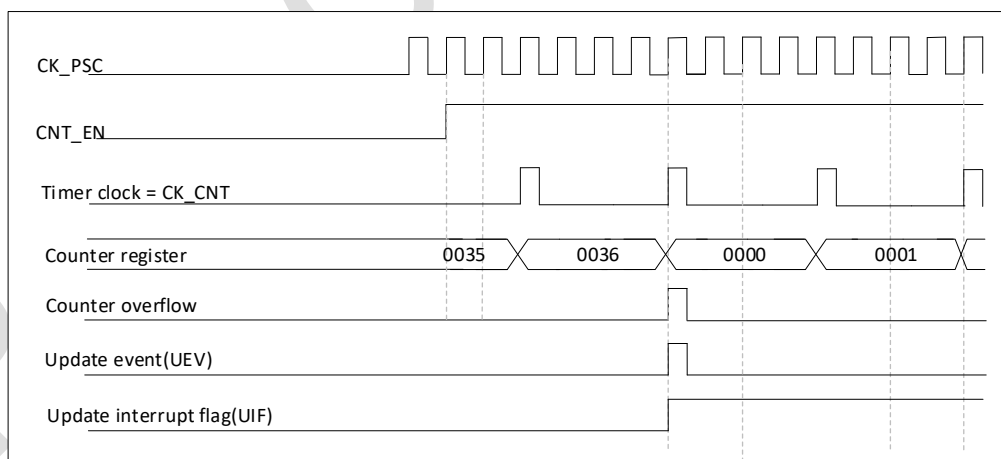 CK_PSC
CNT_EN
Timer clock = CK_CNT
Counter register 0035 0036 0000 0001
Counter overflow
Update event(UEV)
Update interrupt flag(UIF)